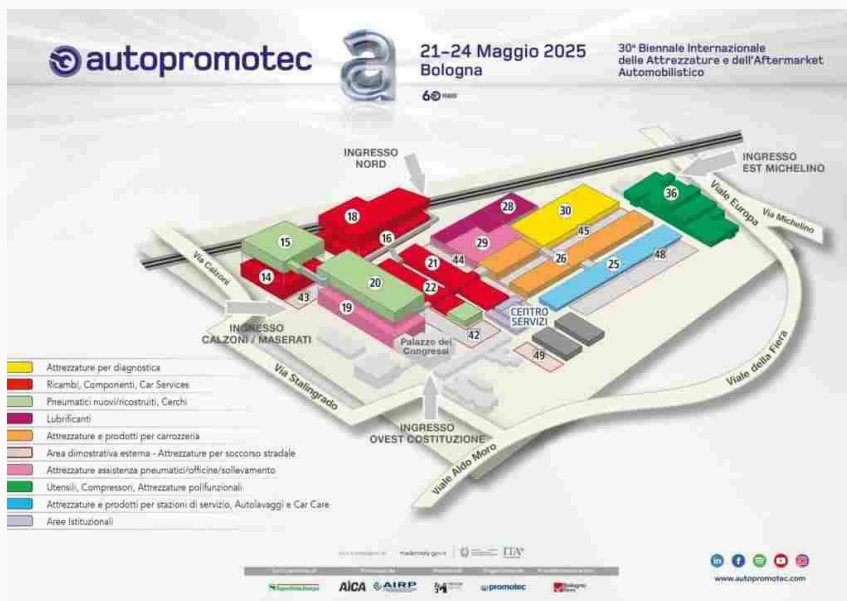 autopromotec
21–24 Maggio 2025
Bologna
30ª Biennale Internazionale
delle Attrezzature e dell'Aftermarket
Automobilistico
INGRESSO
NORD
INGRESSO
EST MICHELINO
36
28
30
18
Viale Europa
Via Michelino
45
15
16
29
44
26
21
25
48
Via Calzoni
14
20
22
43
19
CENTRO
SERVIZI
42
INGRESSO
CALZONI / MASERATI
Palazzo dei
Congressi
49
Viale della Fiera
Via Stalingrado
INGRESSO
OVEST COSTITUZIONE
Viale Aldo Moro
Attrezzature per diagnostica
Ricambi, Componenti, Car Services
Pneumatici nuovi/ricostruiti, Cerchi
Lubrificanti
Attrezzature e prodotti per carrozzeria
Area dimostrativa esterna - Attrezzature per soccorso stradale
Attrezzature assistenza pneumatici/officine/sollevamento
Utensili, Compressori, Attrezzature polifunzionali
Attrezzature e prodotti per stazioni di servizio, Autolavaggi e Car Care
Aree Istituzionali
ITA
AICA
AIRP
promotec
www.autopromotec.com